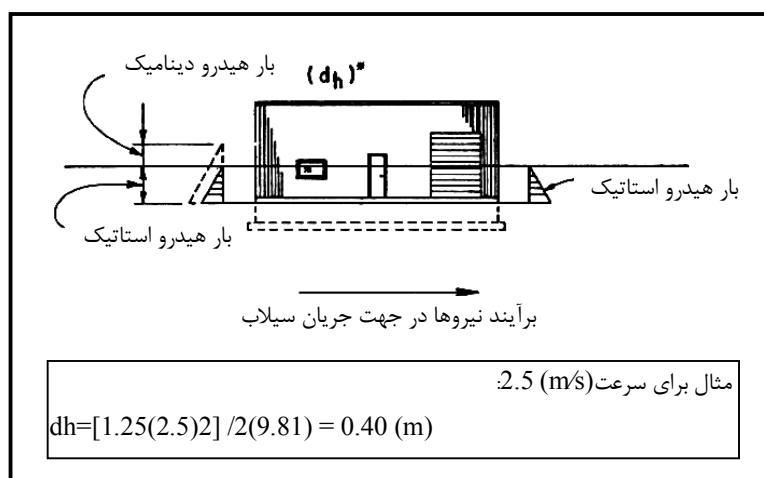 بار هیدرو دینامیک
(dh)*
بار هیدرو استاتیک
بار هیدرو استاتیک
برآیند نیروها در جهت جریان سیلاب
مثال برای سرعت(m/s) 2.5:
dh=[1.25(2.5)2] /2(9.81) = 0.40 (m)